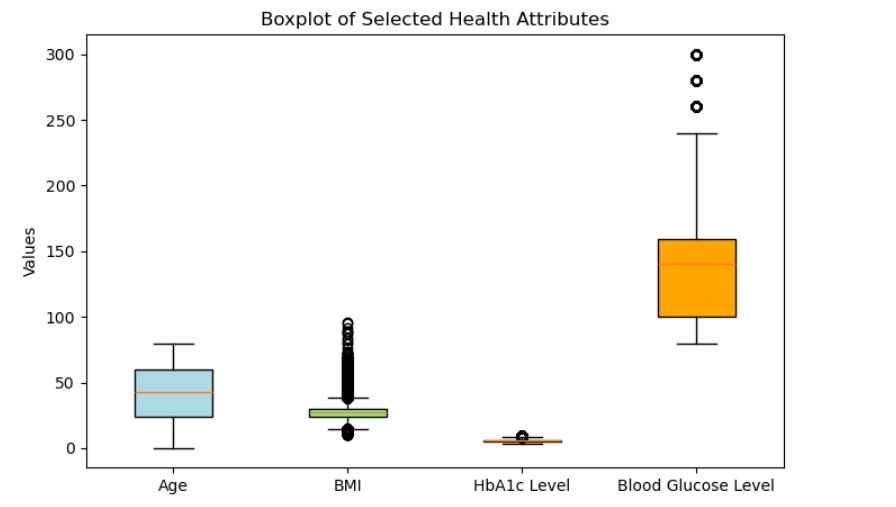 Boxplot of Selected Health Attributes
300
250
200
150
100
50
0
Values
Age BMI HbA1c Level Blood Glucose Level